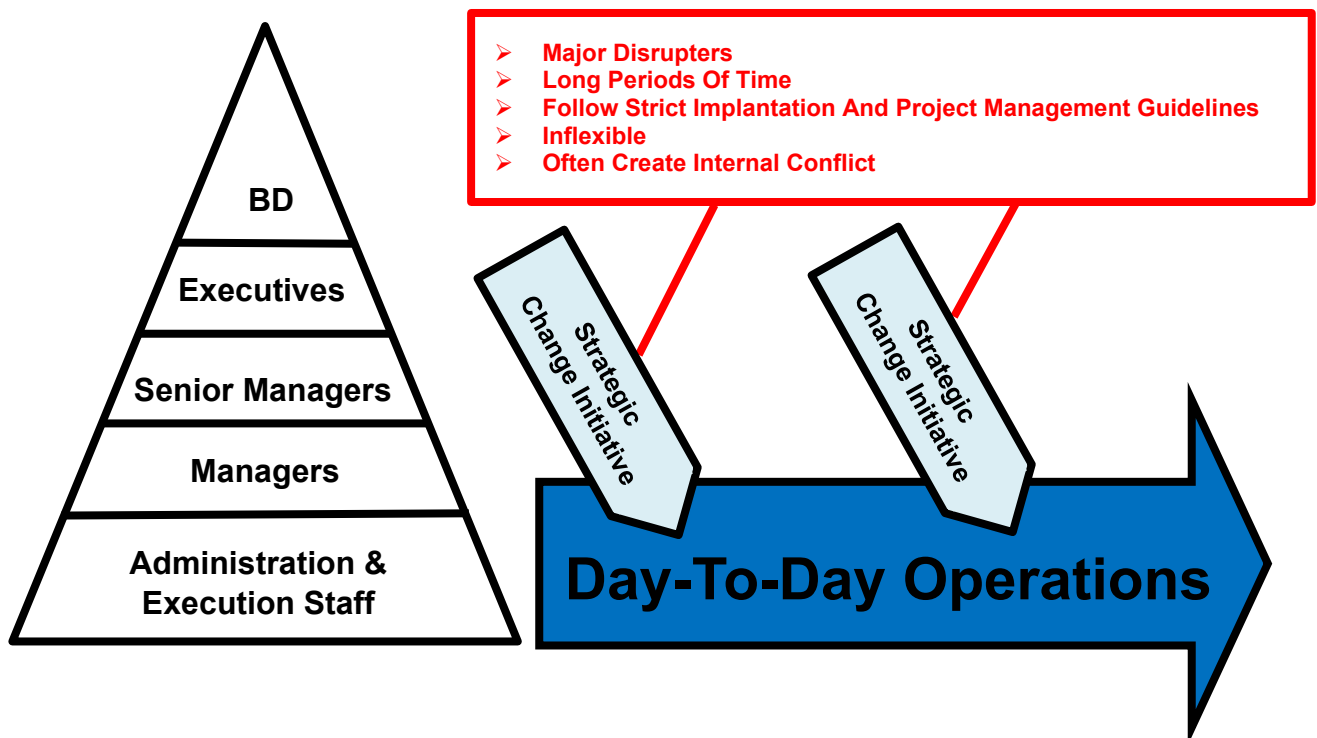 BD
Executives
Senior Managers
Managers
Administration &
Execution Staff
➢ Major Disrupters
➢ Long Periods Of Time
➢ Follow Strict Implantation And Project Management Guidelines
➢ Inflexible
➢ Often Create Internal Conflict
Strategic
Change Initiative
Strategic
Change Initiative
Day-To-Day Operations